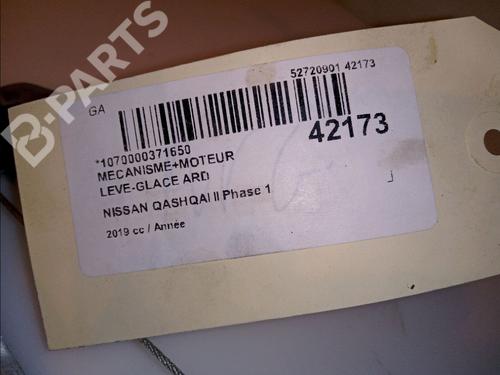 B-PARTS
GA
52720901 42173
*1070000371650
42173
MECANISME+MOTEUR
LEVE-GLACE ARD
NISSAN QASHQAI II Phase 1
j
2019 cc / Année